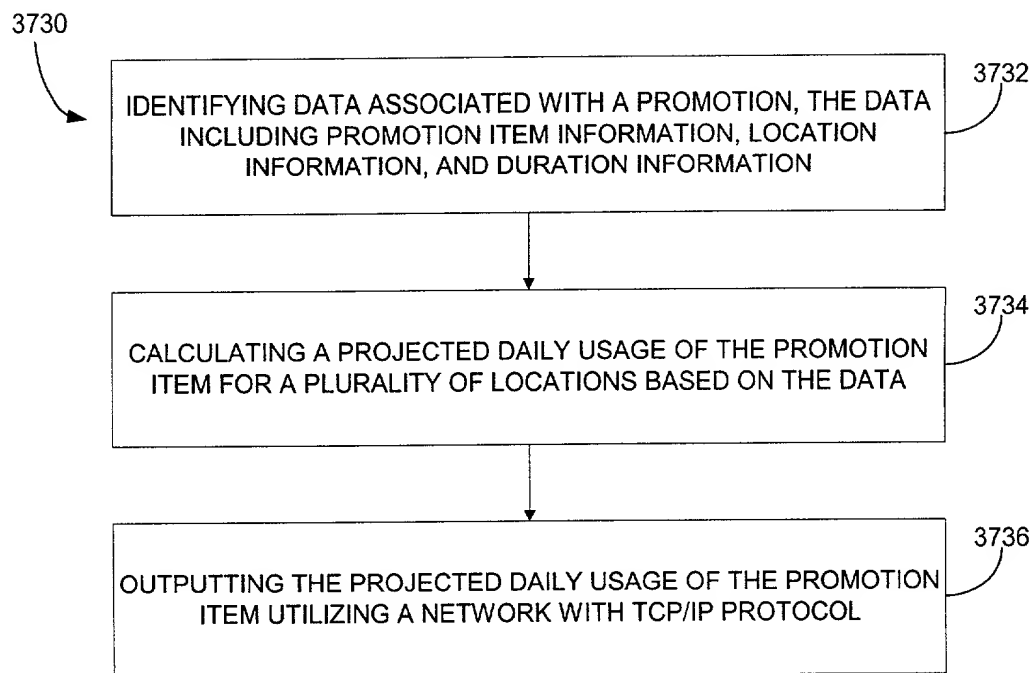 3730
3732
IDENTIFYING DATA ASSOCIATED WITH A PROMOTION, THE DATA
INCLUDING PROMOTION ITEM INFORMATION, LOCATION
INFORMATION, AND DURATION INFORMATION
3734
CALCULATING A PROJECTED DAILY USAGE OF THE PROMOTION
ITEM FOR A PLURALITY OF LOCATIONS BASED ON THE DATA
3736
OUTPUTTING THE PROJECTED DAILY USAGE OF THE PROMOTION
ITEM UTILIZING A NETWORK WITH TCP/IP PROTOCOL